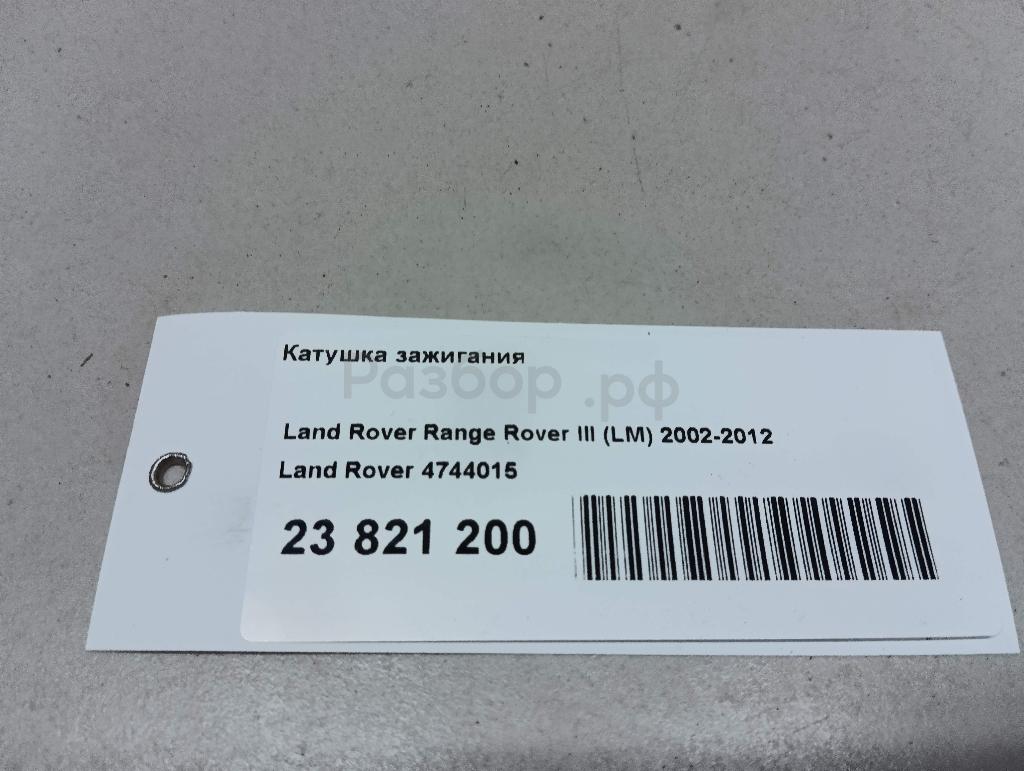 Катушка зажигания
Разбор.рф
Land Rover Range Rover III (LM) 2002-2012
Land Rover 4744015
23 821 200